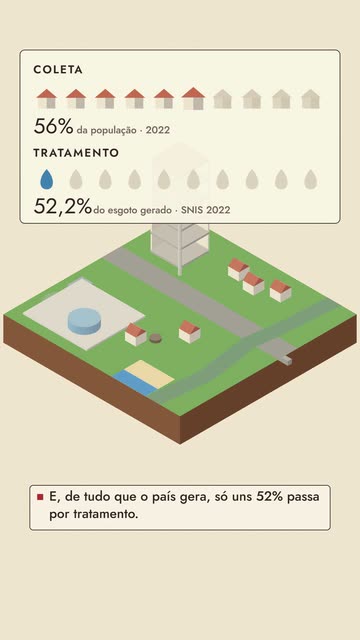 COLETA
56% da população · 2022
TRATAMENTO
52,2% do esgoto gerado · SNIS 2022
E, de tudo que o país gera, só uns 52% passa
por tratamento.